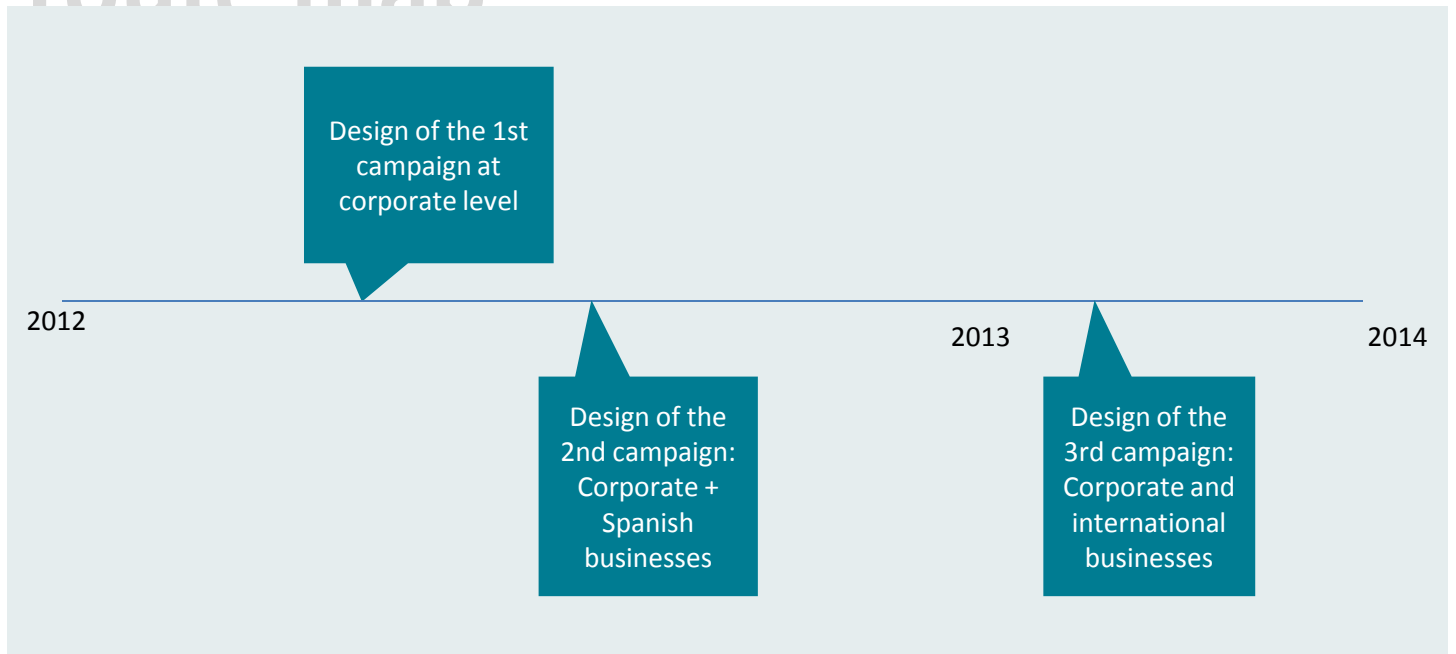 Design of the 1st
campaign at
corporate level
2012
2013
2014
Design of the
2nd campaign:
Corporate +
Spanish
businesses
Design of the
3rd campaign:
Corporate and
international
businesses